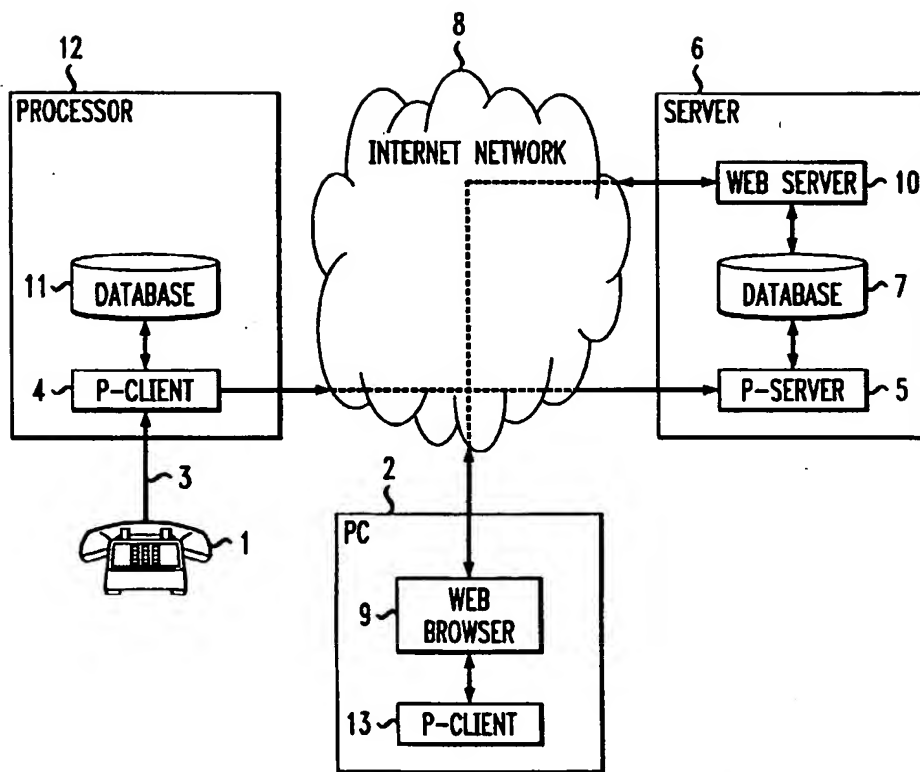 12
8
6
PROCESSOR
INTERNET NETWORK
SERVER
WEB SERVER
10
11
DATABASE
DATABASE
7
4
P-CLIENT
P-SERVER
5
3
2
1
PC
9
WEB
BROWSER
13
P-CLIENT